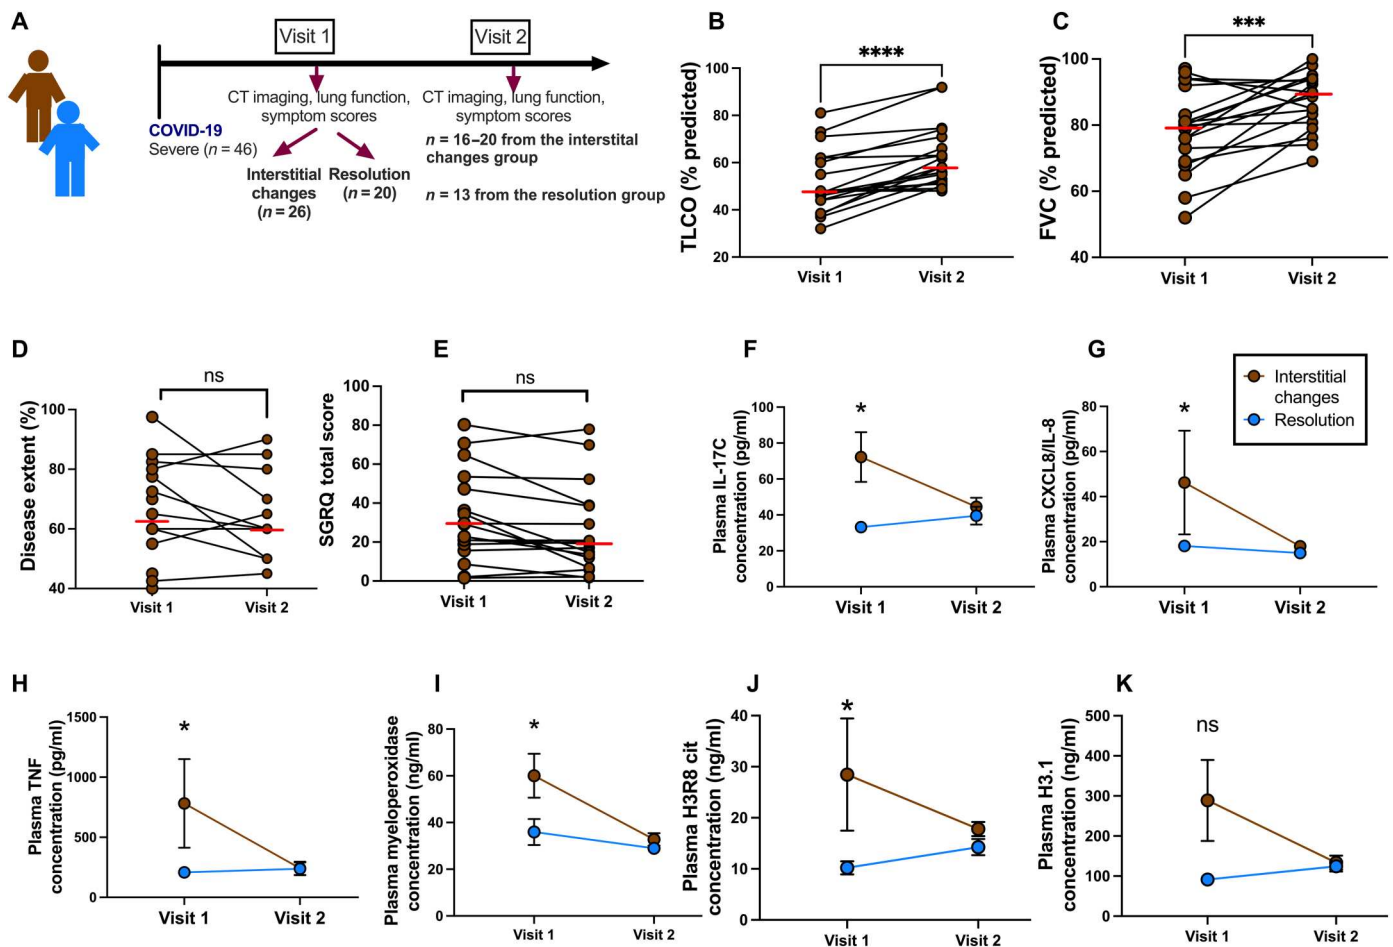 A
Visit 1
Visit 2
CT imaging, lung function,
symptom scores
CT imaging, lung function,
symptom scores
COVID-19
Severe (n = 46)
Interstitial
changes
(n = 26)
Resolution
(n = 20)
n = 16–20 from the interstital
changes group
n = 13 from the resolution group
B
****
TLCO (% predicted)
100
80
60
40
20
Visit 1
Visit 2
C
***
FVC (% predicted)
100
80
60
40
Visit 1
Visit 2
D
ns
Disease extent (%)
100
80
60
40
Visit 1
Visit 2
E
ns
SGRQ total score
100
80
60
40
20
0
Visit 1
Visit 2
F
*
Plasma IL-17C
concentration (pg/ml)
100
80
60
40
20
0
Visit 1
Visit 2
G
*
Plasma CXCL8/IL-8
concentration (pg/ml)
80
60
40
20
0
Visit 1
Visit 2
Interstitial
changes
Resolution
H
*
Plasma TNF
concentration (pg/ml)
1500
1000
500
0
Visit 1
Visit 2
I
*
Plasma myeloperoxidase
concentration (ng/ml)
80
60
40
20
0
Visit 1
Visit 2
J
*
Plasma H3R8 cit
concentration (ng/ml)
40
30
20
10
0
Visit 1
Visit 2
K
ns
Plasma H3.1
concentration (ng/ml)
500
400
300
200
100
0
Visit 1
Visit 2